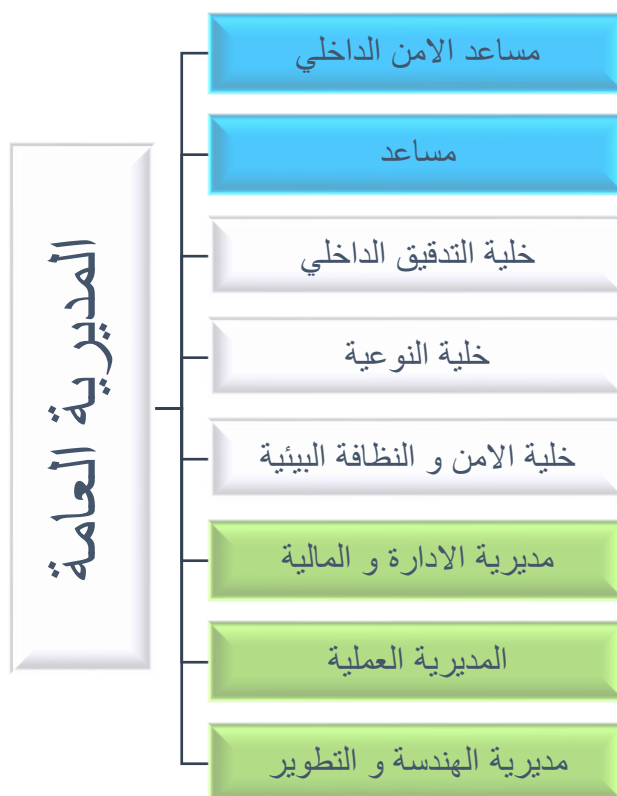 المديرية العامة
مساعد الامن الداخلي
مساعد
خلية التدقيق الداخلي
خلية النوعية
خلية الامن و النظافة البيئية
مديرية الادارة و المالية
المديرية العملية
مديرية الهندسة و التطوير